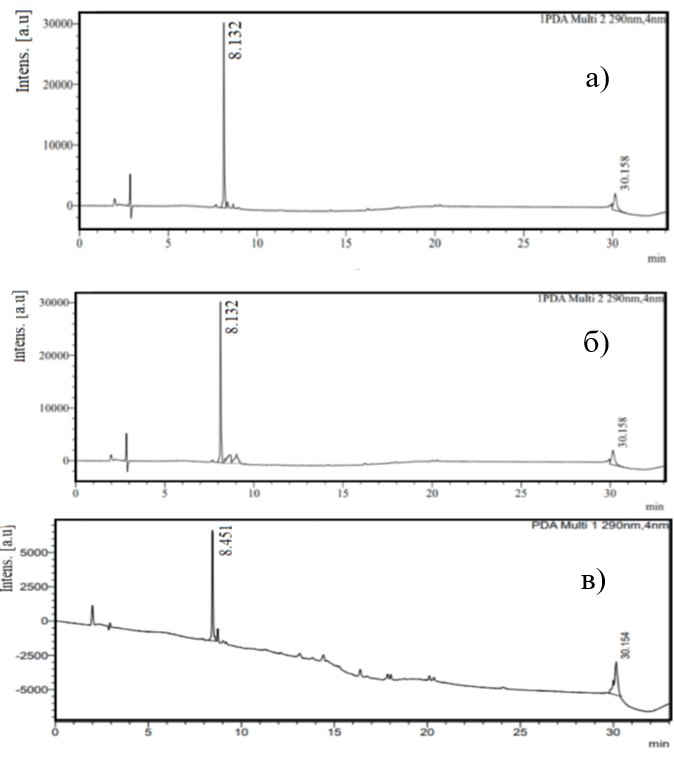 1PDA Multi 2 290nm,4nm
Intens. [a.u]
30000
20000
10000
0
8.132
а)
30.158
0 5 10 15 20 25 30
min
1PDA Multi 2 290nm,4nm
Intens. [a.u]
30000
20000
10000
0
8.132
б)
30.158
0 5 10 15 20 25 30
min
PDA Multi 1 290nm,4nm
Intens. [a.u]
5000
2500
0
-2500
-5000
8.451
в)
30.154
0 5 10 15 20 25 30
min